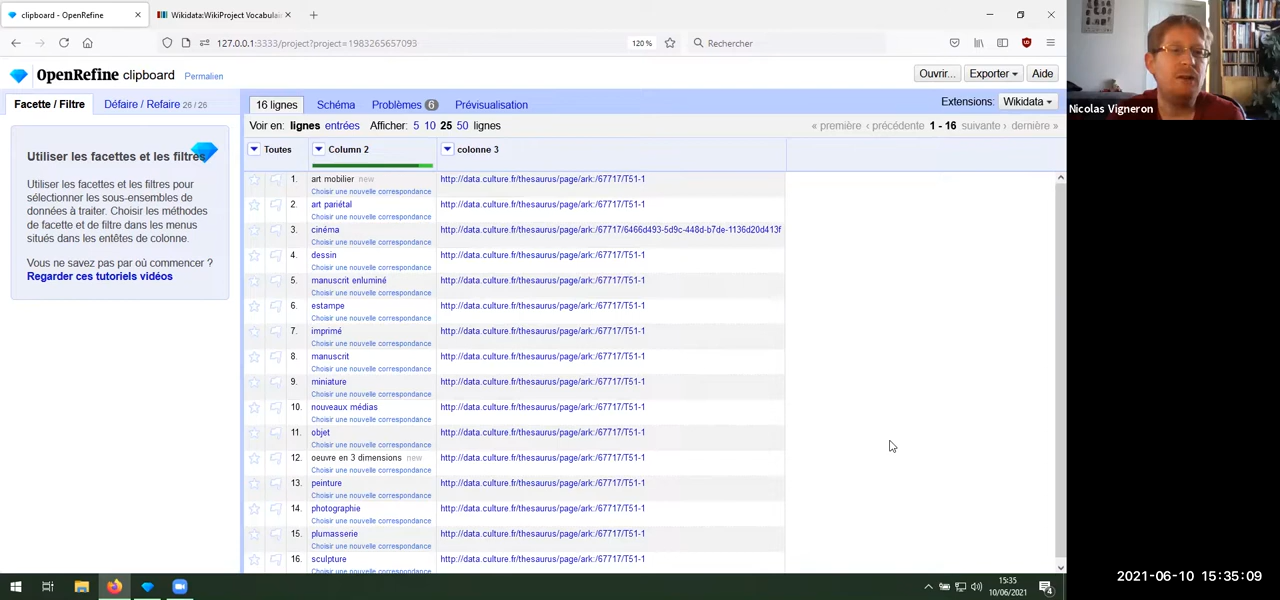 clipboard - OpenRefine
Wikidata:WikiProject Vocabulai
127.0.0.1:3333/project?project=1983265657093
120 %
Rechercher
OpenRefine clipboard Permalien
Ouvrir... Exporter Aide
Nicolas Vigneron
Facette / Filtre Défaire / Refaire 26 / 26
16 lignes Schéma Problèmes 6 Prévisualisation
Extensions: Wikidata
Voir en: lignes entrées Afficher: 5 10 25 50 lignes
« première ‹ précédente 1 - 16 suivante › dernière »
Utiliser les facettes et les filtres
Utiliser les facettes et les filtres pour
sélectionner les sous-ensembles de
données à traiter. Choisir les méthodes
de facette et de filtre dans les menus
situés dans les entêtes de colonne.
Vous ne savez pas par où commencer ?
Regarder ces tutoriels vidéos
Toutes Column 2 colonne 3
1. art mobilier new http://data.culture.fr/thesaurus/page/ark:/67717/T51-1
Choisir une nouvelle correspondance
2. art pariétal http://data.culture.fr/thesaurus/page/ark:/67717/T51-1
Choisir une nouvelle correspondance
3. cinéma http://data.culture.fr/thesaurus/page/ark:/67717/6466d493-5d9c-448d-b7de-1136d20d413f
Choisir une nouvelle correspondance
4. dessin http://data.culture.fr/thesaurus/page/ark:/67717/T51-1
Choisir une nouvelle correspondance
5. manuscrit enluminé http://data.culture.fr/thesaurus/page/ark:/67717/T51-1
Choisir une nouvelle correspondance
6. estampe http://data.culture.fr/thesaurus/page/ark:/67717/T51-1
Choisir une nouvelle correspondance
7. imprimé http://data.culture.fr/thesaurus/page/ark:/67717/T51-1
Choisir une nouvelle correspondance
8. manuscrit http://data.culture.fr/thesaurus/page/ark:/67717/T51-1
Choisir une nouvelle correspondance
9. miniature http://data.culture.fr/thesaurus/page/ark:/67717/T51-1
Choisir une nouvelle correspondance
10. nouveaux médias http://data.culture.fr/thesaurus/page/ark:/67717/T51-1
Choisir une nouvelle correspondance
11. objet http://data.culture.fr/thesaurus/page/ark:/67717/T51-1
Choisir une nouvelle correspondance
12. oeuvre en 3 dimensions new http://data.culture.fr/thesaurus/page/ark:/67717/T51-1
Choisir une nouvelle correspondance
13. peinture http://data.culture.fr/thesaurus/page/ark:/67717/T51-1
Choisir une nouvelle correspondance
14. photographie http://data.culture.fr/thesaurus/page/ark:/67717/T51-1
Choisir une nouvelle correspondance
15. plumasserie http://data.culture.fr/thesaurus/page/ark:/67717/T51-1
Choisir une nouvelle correspondance
16. sculpture http://data.culture.fr/thesaurus/page/ark:/67717/T51-1
Choisir une nouvelle correspondance
15:35
10/06/2021
4
2021-06-10 15:35:09